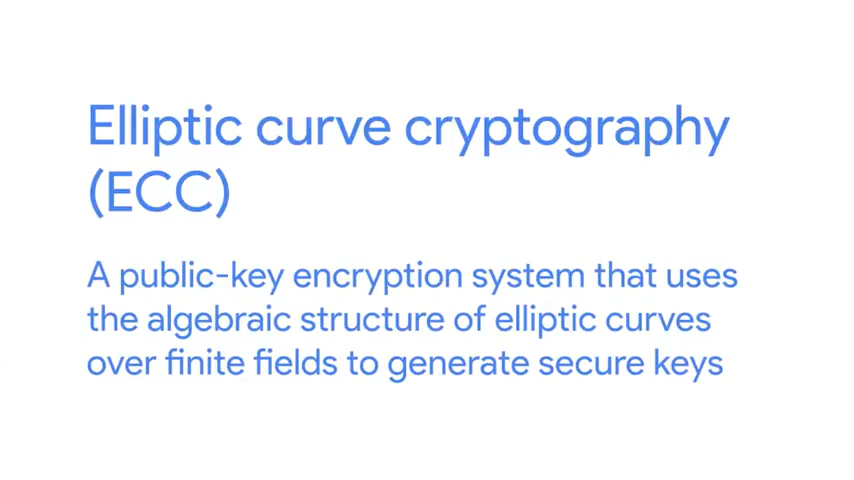 Elliptic curve cryptography
(ECC)
A public-key encryption system that uses
the algebraic structure of elliptic curves
over finite fields to generate secure keys